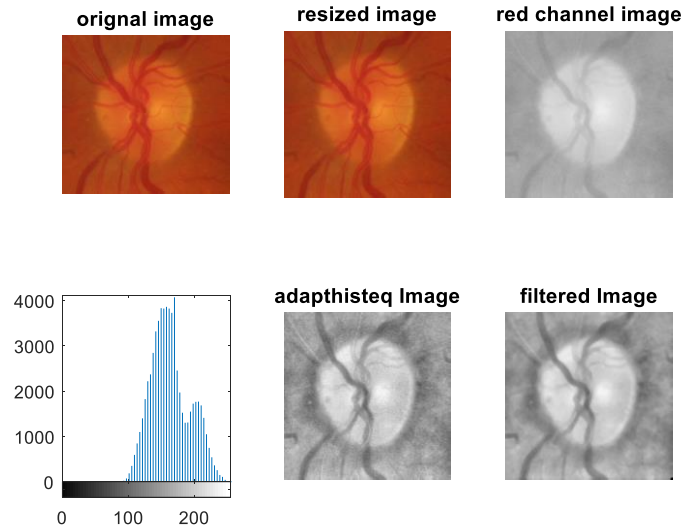 orignal image
resized image
red channel image
4000
3000
2000
1000
0
0 100 200
adapthisteq Image
filtered Image